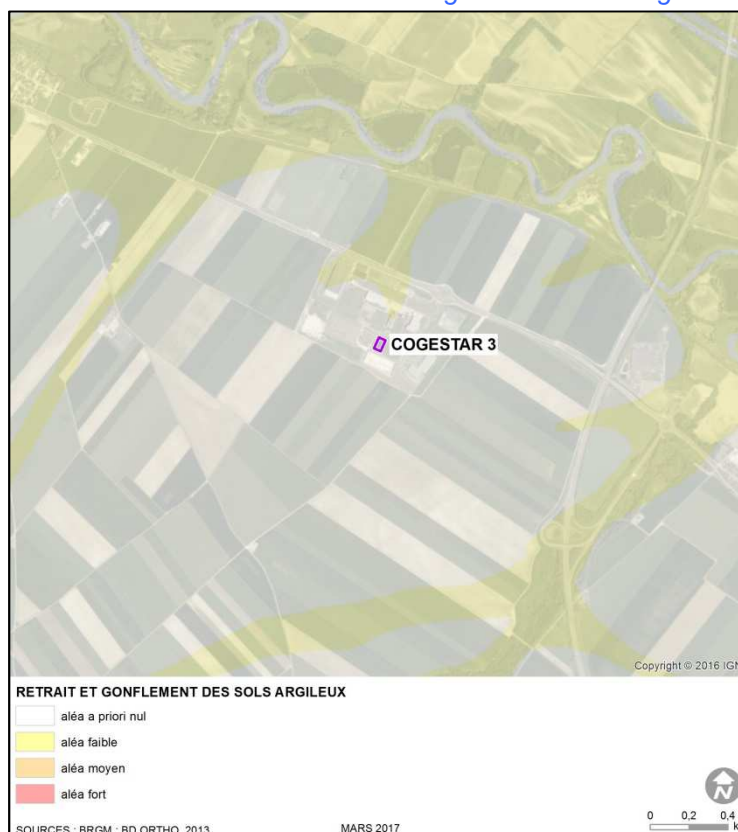 COGESTAR 3
Copyright © 2016 IGN
RETRAIT ET GONFLEMENT DES SOLS ARGILEUX
aléa a priori nul
aléa faible
aléa moyen
aléa fort
N
0 0,2 0,4
SOURCES : BRGM ; BD ORTHO, 2013 MARS 2017